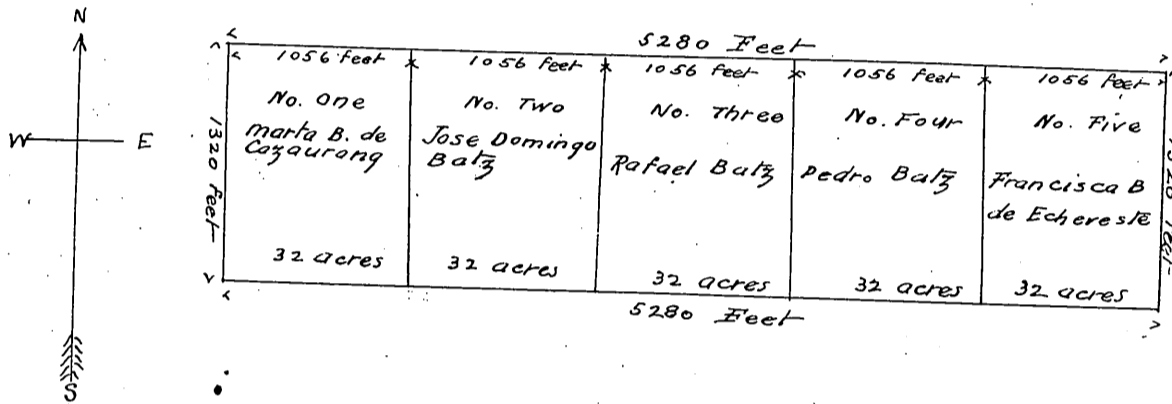 N
W E
S
5280 Feet
1056 feet 1056 feet 1056 feet 1056 feet 1056 feet
1320 feet
No. One
marta B. de
Cazaurang
32 acres
No. Two
Jose Domingo
Batz
32 acres
No. Three
Rafael Batz
32 acres
No. Four
Pedro Batz
32 acres
No. Five
Francisca B
de Echereste
32 acres
1320 feet
5280 Feet